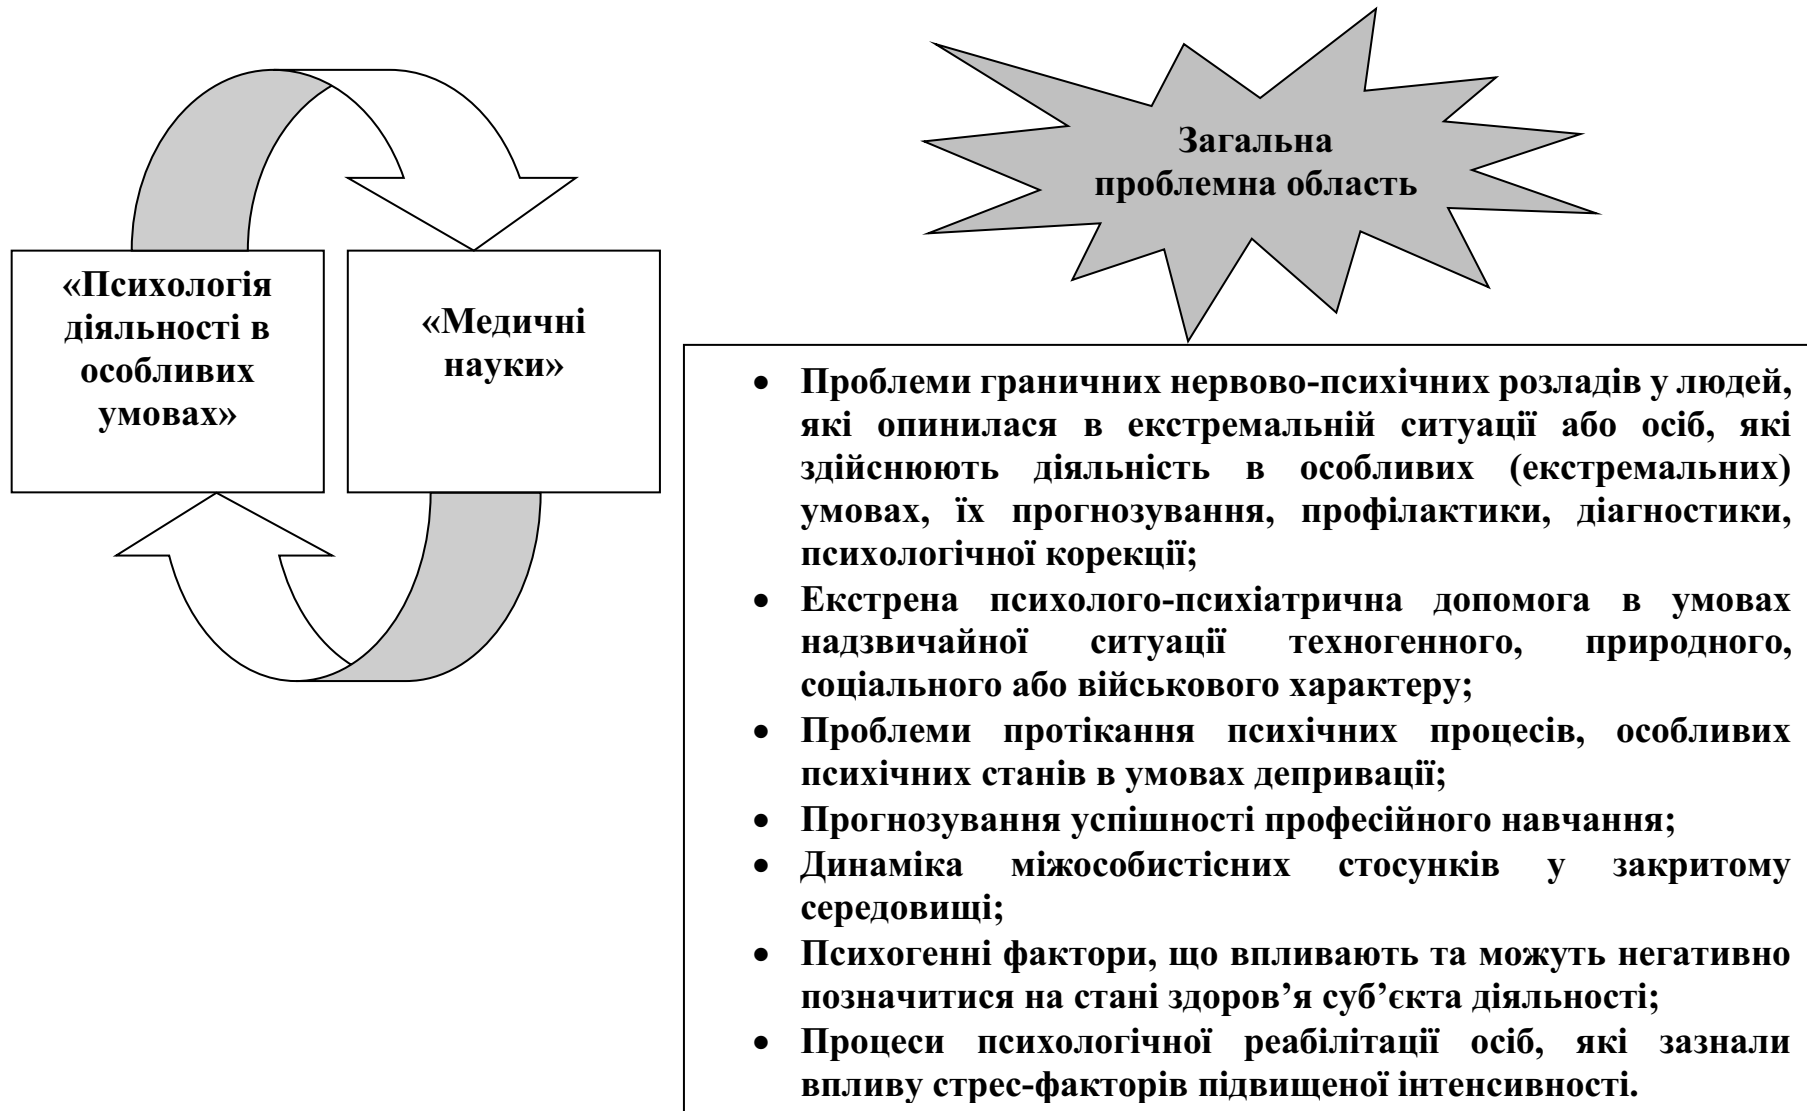 «Психологія
діяльності в
особливих
умовах»
«Медичні
науки»
Загальна
проблемна область
• Проблеми граничних нервово-психічних розладів у людей,
які опинилася в екстремальній ситуації або осіб, які
здійснюють діяльність в особливих (екстремальних)
умовах, їх прогнозування, профілактики, діагностики,
психологічної корекції;
• Екстрена психолого-психіатрична допомога в умовах
надзвичайної ситуації техногенного, природного,
соціального або військового характеру;
• Проблеми протікання психічних процесів, особливих
психічних станів в умовах депривації;
• Прогнозування успішності професійного навчання;
• Динаміка міжособистісних стосунків у закритому
середовищі;
• Психогенні фактори, що впливають та можуть негативно
позначитися на стані здоров’я суб’єкта діяльності;
• Процеси психологічної реабілітації осіб, які зазнали
впливу стрес-факторів підвищеної інтенсивності.